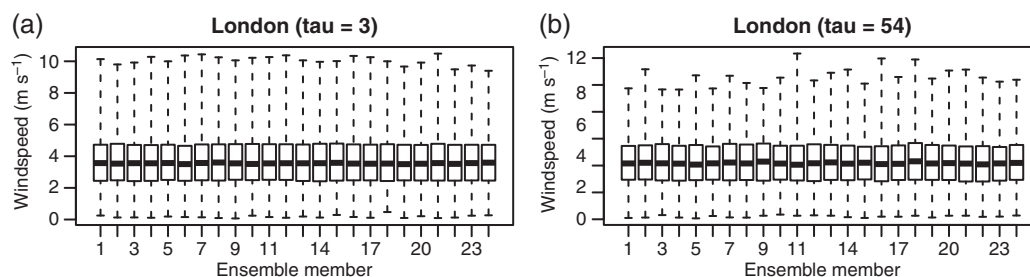 (a) London (tau = 3)
Windspeed (m s⁻¹)
10
8
6
4
2
0
1 3 5 7 9 11 14 17 20 23
Ensemble member
(b) London (tau = 54)
Windspeed (m s⁻¹)
12
8
6
4
2
0
1 3 5 7 9 11 14 17 20 23
Ensemble member